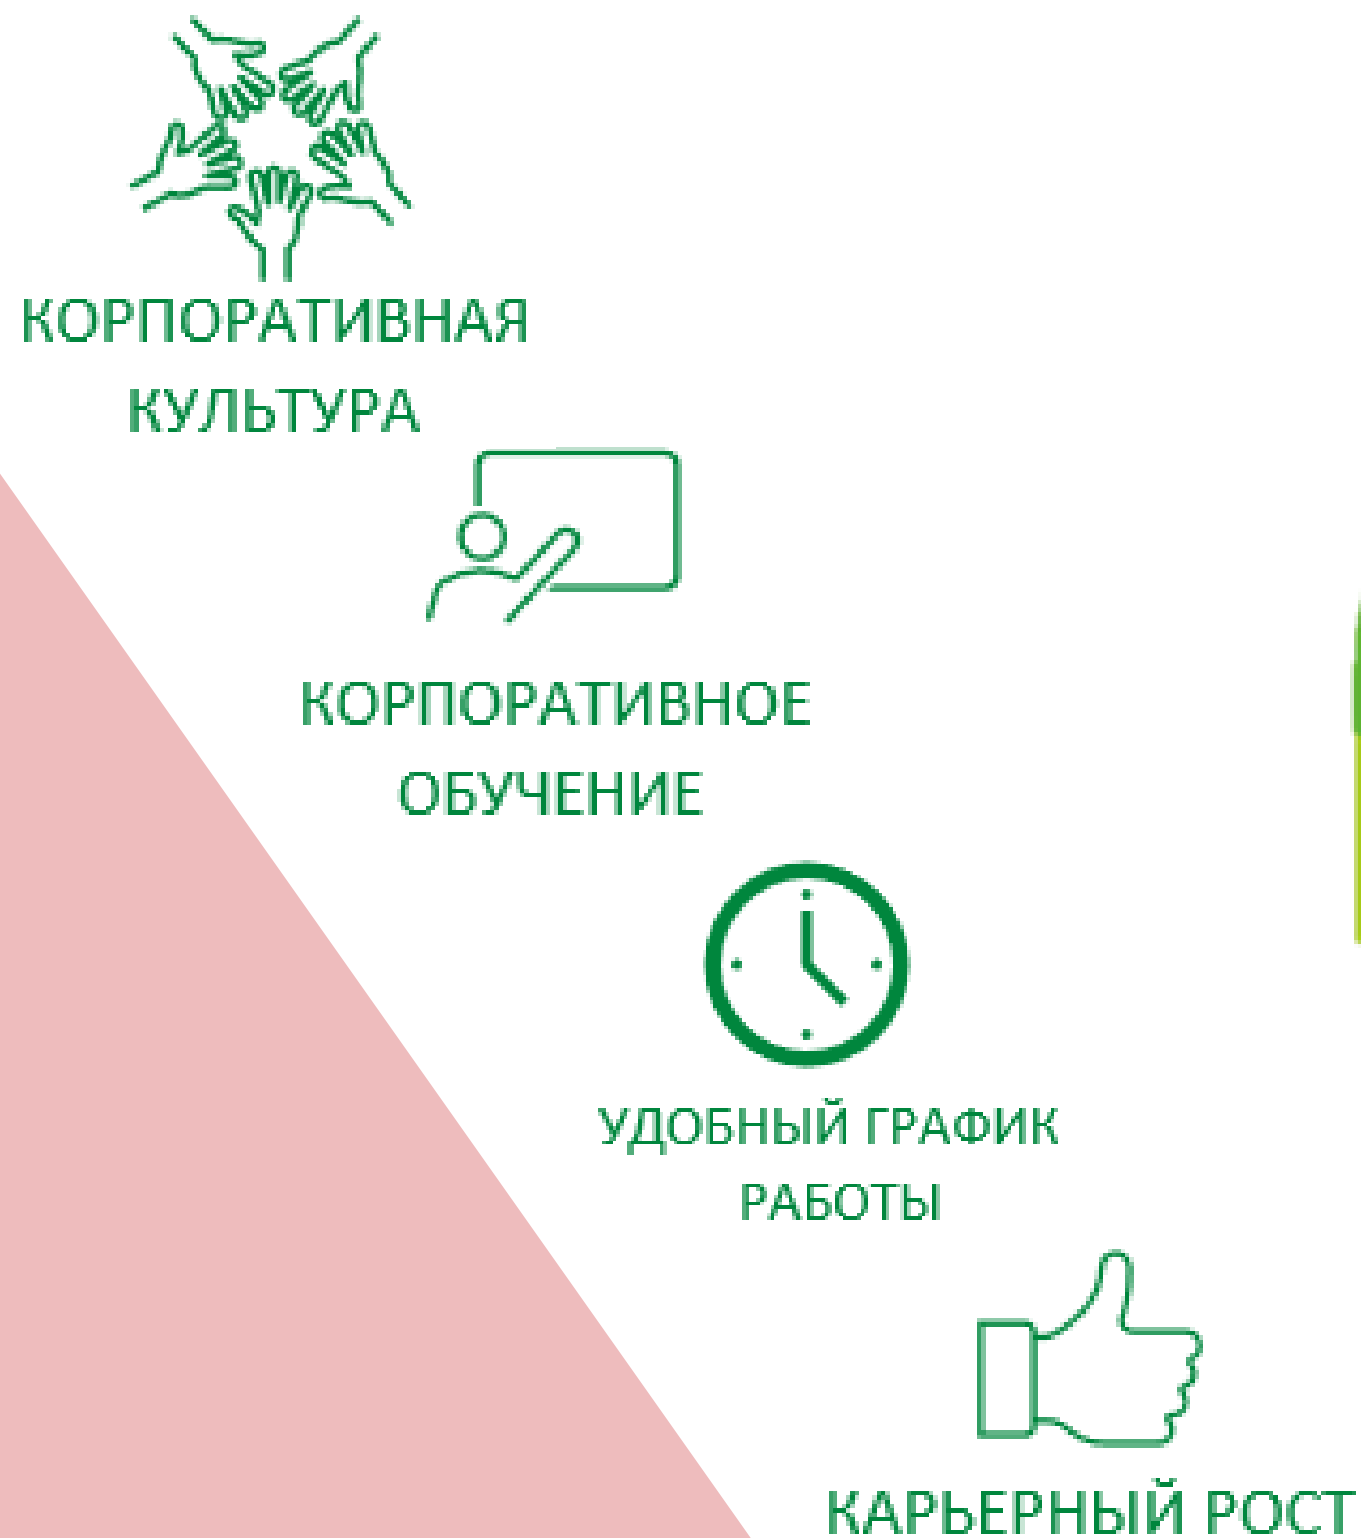 КОРПОРАТИВНАЯ
КУЛЬТУРА
КОРПОРАТИВНОЕ
ОБУЧЕНИЕ
УДОБНЫЙ ГРАФИК
РАБОТЫ
КАРЬЕРНЫЙ РОСТ